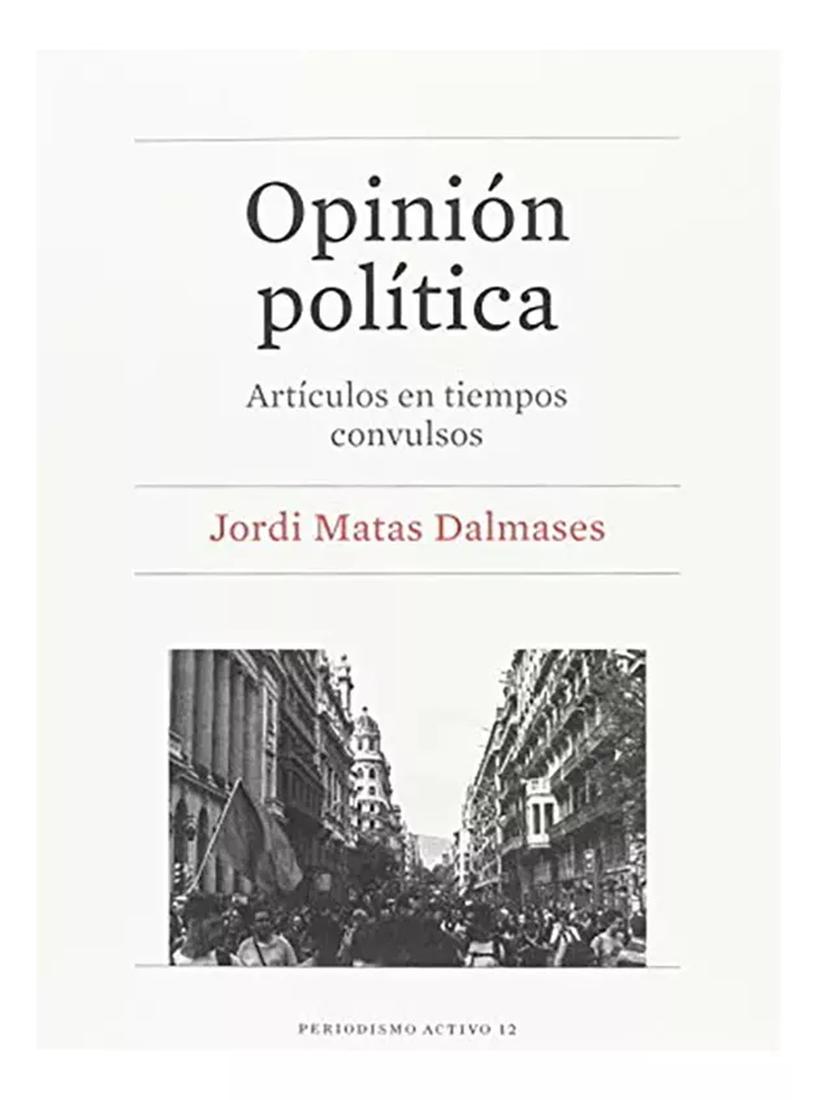 Opinión
política
Artículos en tiempos
convulsos
Jordi Matas Dalmases
PERIODISMO ACTIVO 12